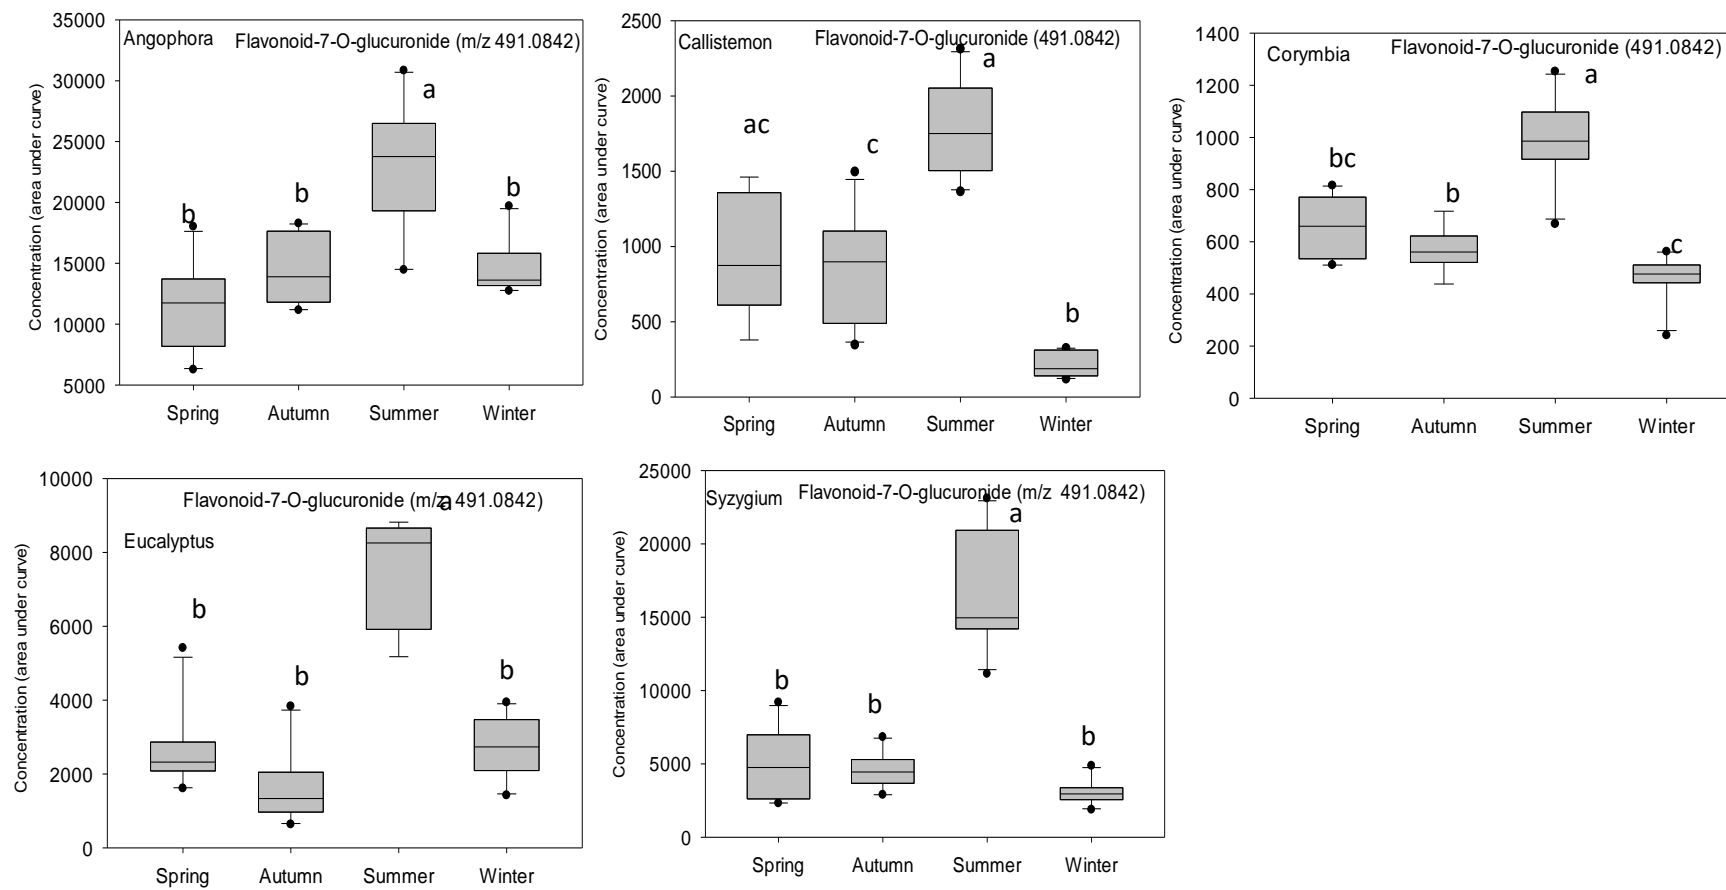 Angophora
Flavonoid-7-O-glucuronide (m/z 491.0842)
Concentration (area under curve)
35000
30000
25000
20000
15000
10000
5000
b
b
a
b
Spring
Autumn
Summer
Winter
Callistemon
Flavonoid-7-O-glucuronide (491.0842)
Concentration (area under curve)
2500
2000
1500
1000
500
0
ac
c
a
b
Spring
Autumn
Summer
Winter
Corymbia
Flavonoid-7-O-glucuronide (491.0842)
Concentration (area under curve)
1400
1200
1000
800
600
400
200
0
bc
b
a
c
Spring
Autumn
Summer
Winter
Flavonoid-7-O-glucuronide (m/z 491.0842)
Eucalyptus
Concentration (area under curve)
10000
8000
6000
4000
2000
0
b
b
a
b
Spring
Autumn
Summer
Winter
Syzygium
Flavonoid-7-O-glucuronide (m/z 491.0842)
Concentration (area under curve)
25000
20000
15000
10000
5000
0
b
b
a
b
Spring
Autumn
Summer
Winter